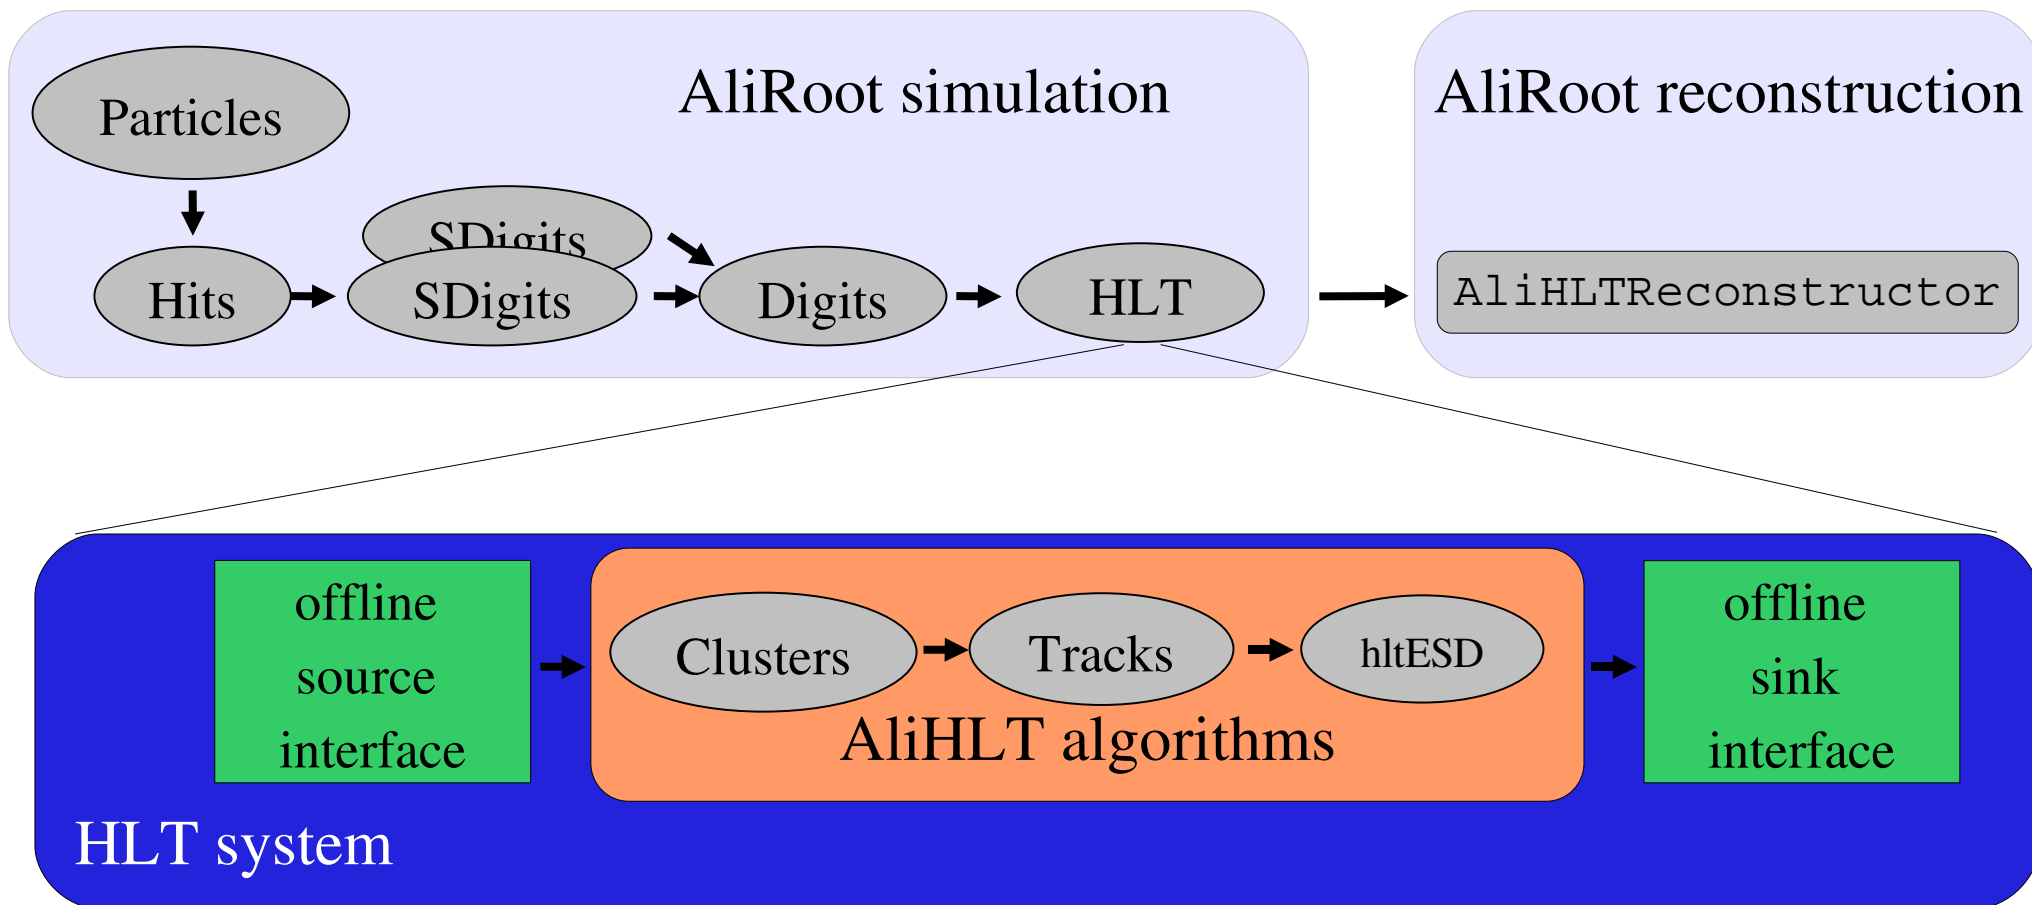 AliRoot simulation
AliRoot reconstruction
Particles
SDigits
Hits
SDigits
Digits
HLT
AliHLTReconstructor
offline
source
interface
Clusters
Tracks
hltESD
AliHLT algorithms
offline
sink
interface
HLT system